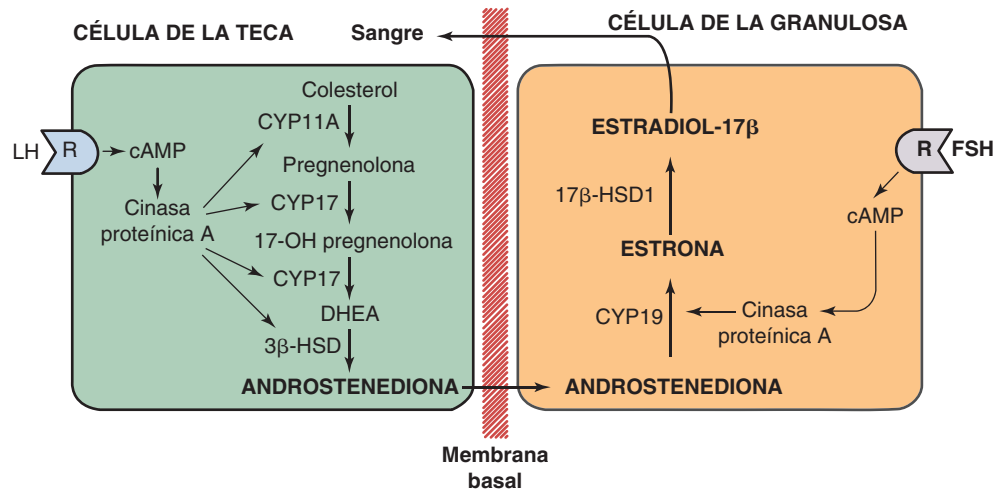 CÉLULA DE LA TECA
Sangre
CÉLULA DE LA GRANULOSA
Colesterol
CYP11A
LH
R
cAMP
Pregnenolona
Cinasa
proteínica A
CYP17
17-OH pregnenolona
CYP17
DHEA
3β-HSD
ANDROSTENEDIONA
ESTRADIOL-17β
R
FSH
17β-HSD1
cAMP
ESTRONA
CYP19
Cinasa
proteínica A
ANDROSTENEDIONA
Membrana
basal